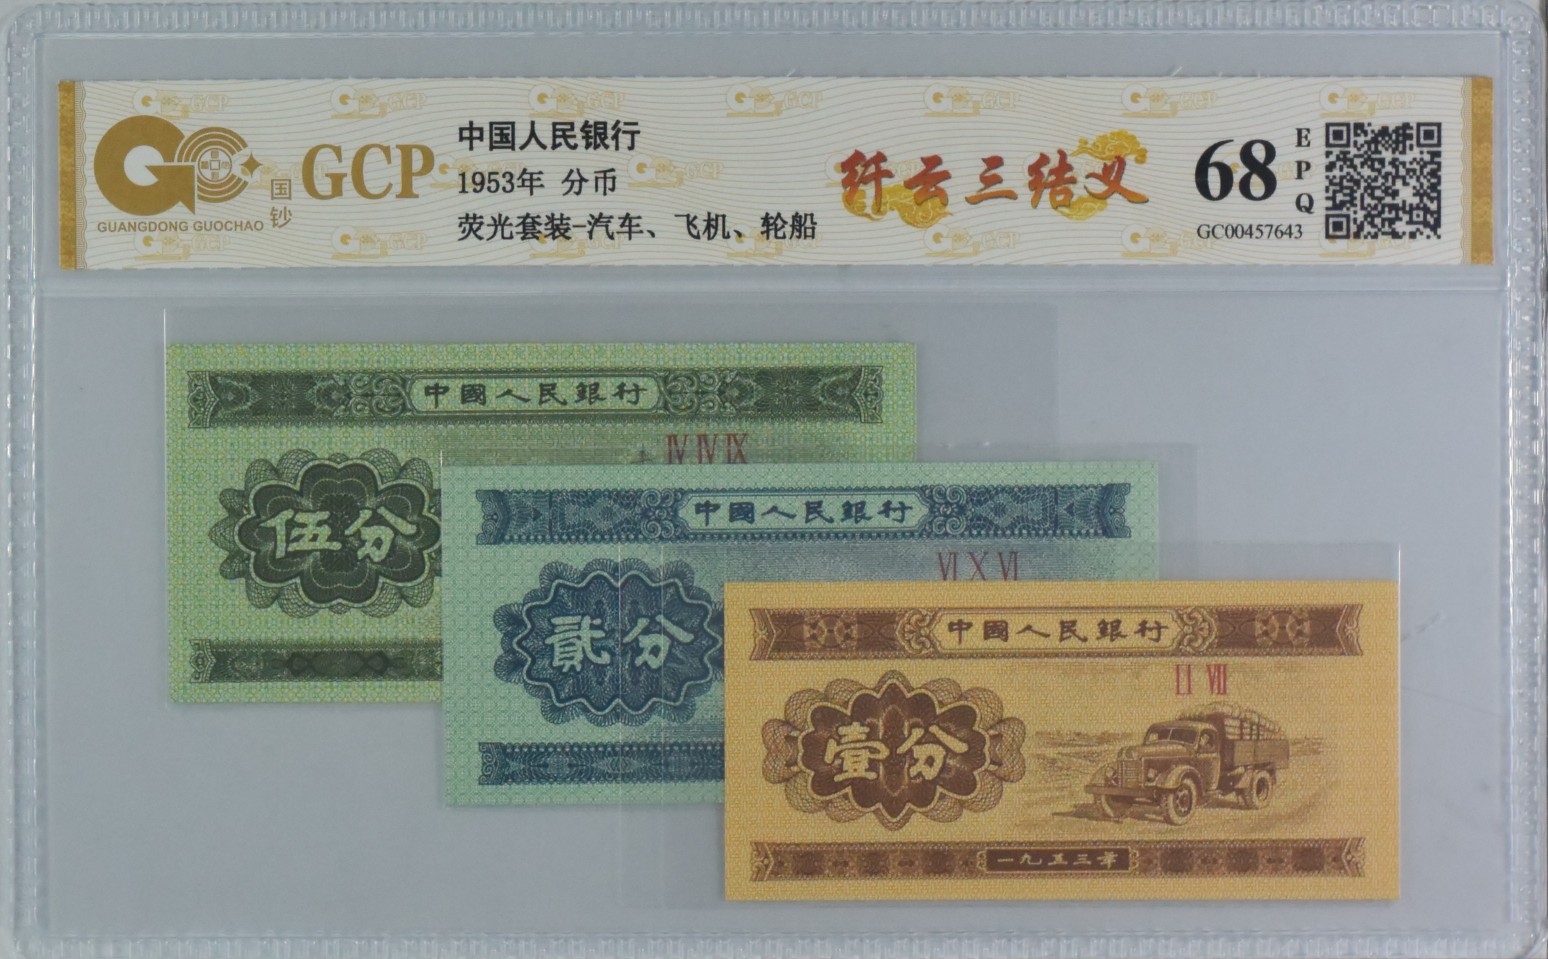 GUANGDONG GUOCHAO
国钞
GCP
中国人民银行
1953年 分币
荧光套装-汽车、飞机、轮船
纤云三结义
68
EPQ
GC00457643
中國人民銀行
ⅣⅣⅨ
伍分
中國人民銀行
ⅥⅩⅥ
貳分
中國人民銀行
ⅡⅦ
壹分
一九五三年